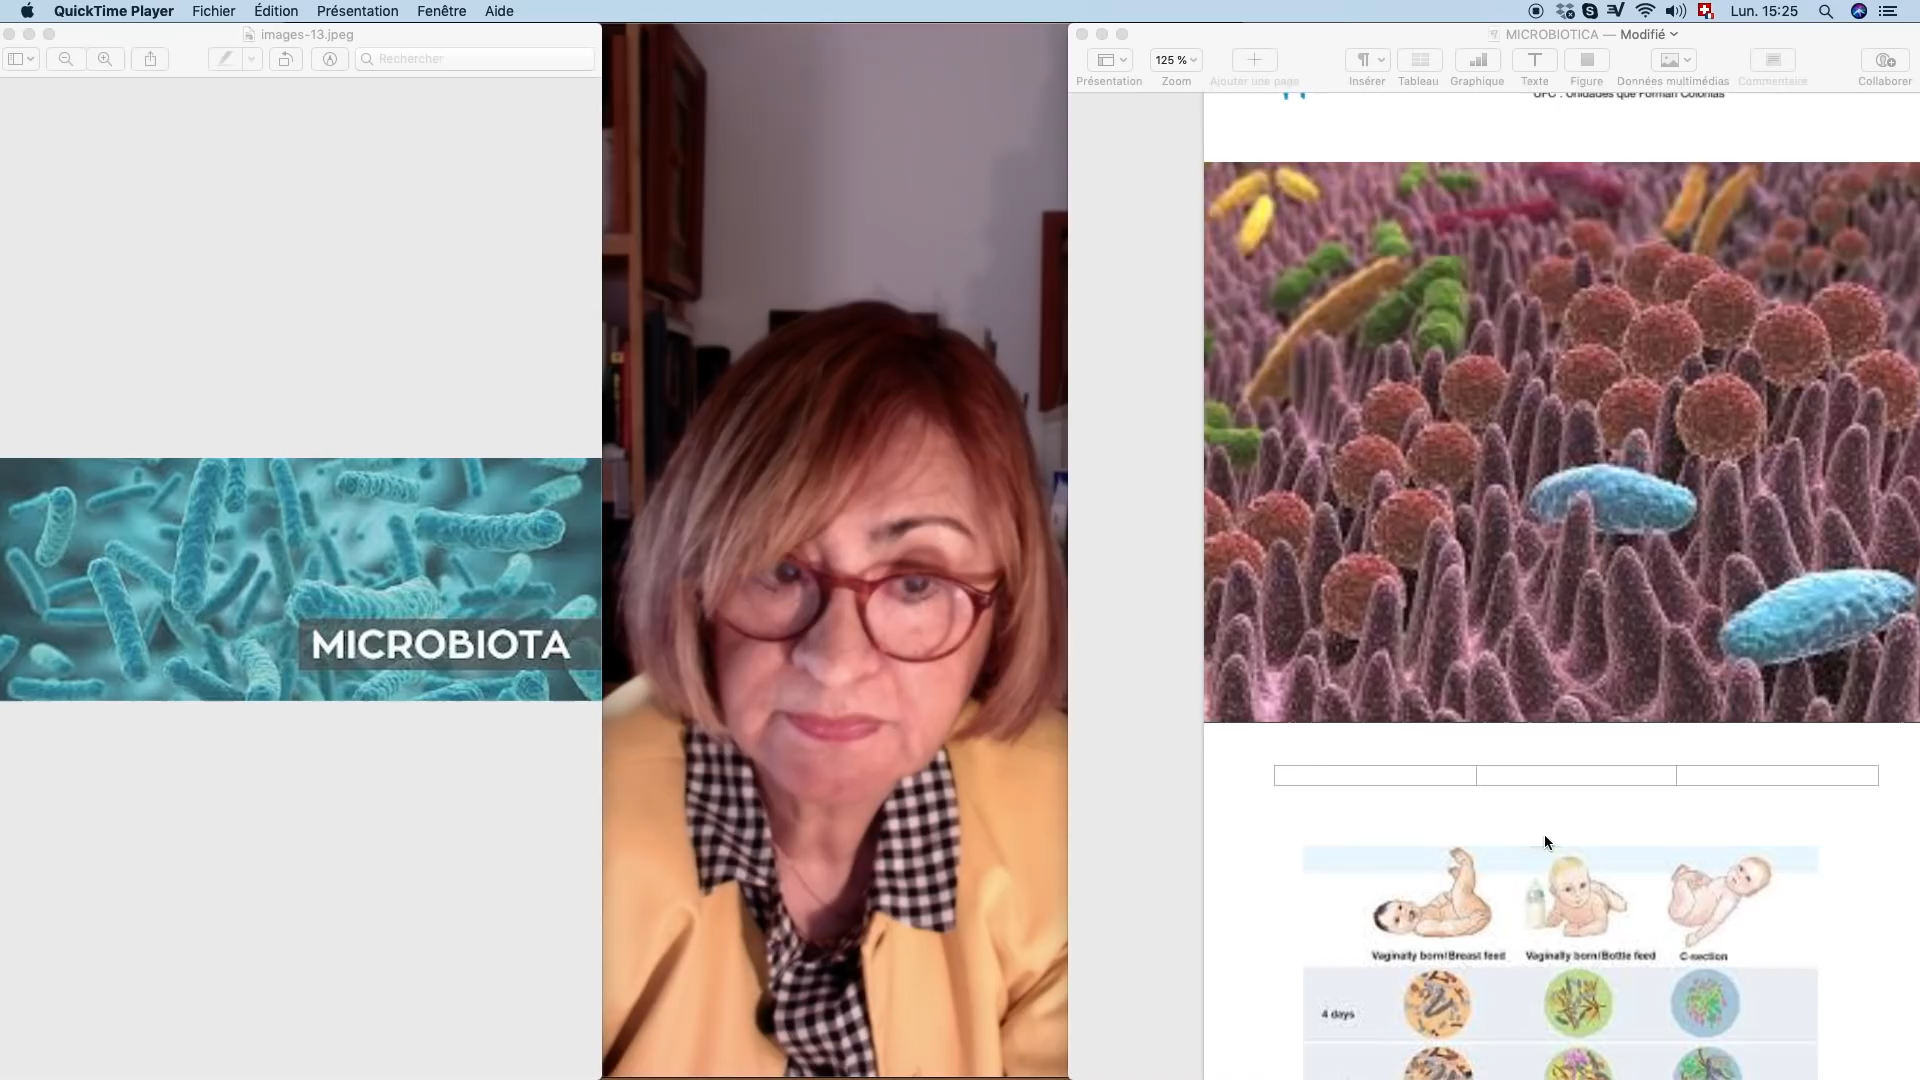 QuickTime Player Fichier Édition Présentation Fenêtre Aide
Lun. 15:25
images-13.jpeg
Rechercher
MICROBIOTA
MICROBIOTICA — Modifié
125 %
Présentation Zoom Ajouter une page Insérer Tableau Graphique Texte Figure Données multimédias Commentaire Collaborer
UFC : Unidades que Forman Colonias
Vaginally born/Breast feed Vaginally born/Bottle feed C-section
4 days